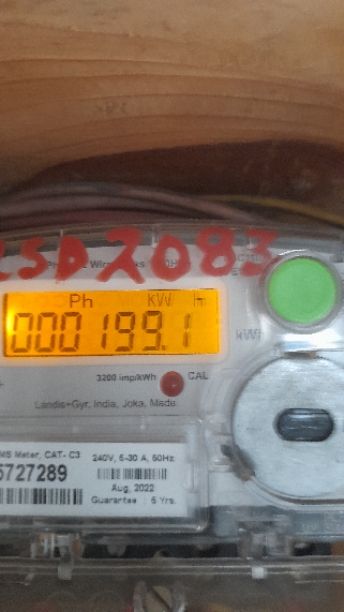 CSD2083
Ph KW h
000199.1
kWh
3200 imp/kWh CAL
Landis+Gyr, India, Joka, Made
MS Meter, CAT- C3 240V, 5-30 A, 50Hz
5727289
Aug, 2022
Guarantee : 5 Yrs.